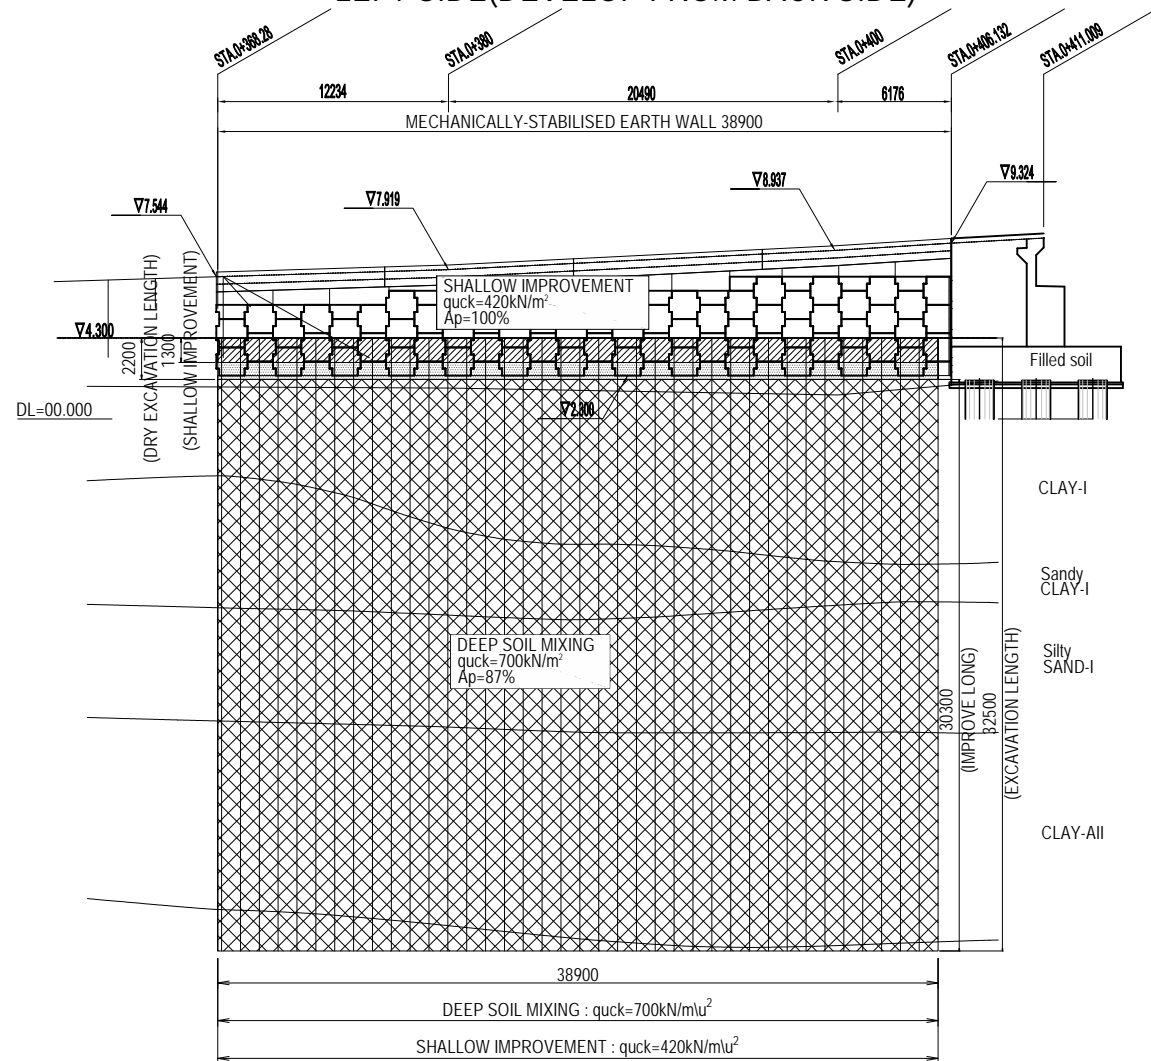 LEFT SIDE(DEVELOP FROM BACK SIDE)
STA.0+368.28
STA.0+380
STA.0+400
STA.0+406.132
STA.0+411.009
12234
20490
6176
MECHANICALLY-STABILISED EARTH WALL 38900
▽7.544
▽7.919
▽8.937
▽9.324
SHALLOW IMPROVEMENT
quck=420kN/m²
Ap=100%
▽4.300
2200
(DRY EXCAVATION LENGTH)
1300
(SHALLOW IMPROVEMENT)
Filled soil
DL=00.000
▽2.300
CLAY-I
Sandy
CLAY-I
DEEP SOIL MIXING
quck=700kN/m²
Ap=87%
Silty
SAND-I
30300
(IMPROVE LONG)
32500
(EXCAVATION LENGTH)
CLAY-AII
38900
DEEP SOIL MIXING : quck=700kN/m\u²
SHALLOW IMPROVEMENT : quck=420kN/m\u²